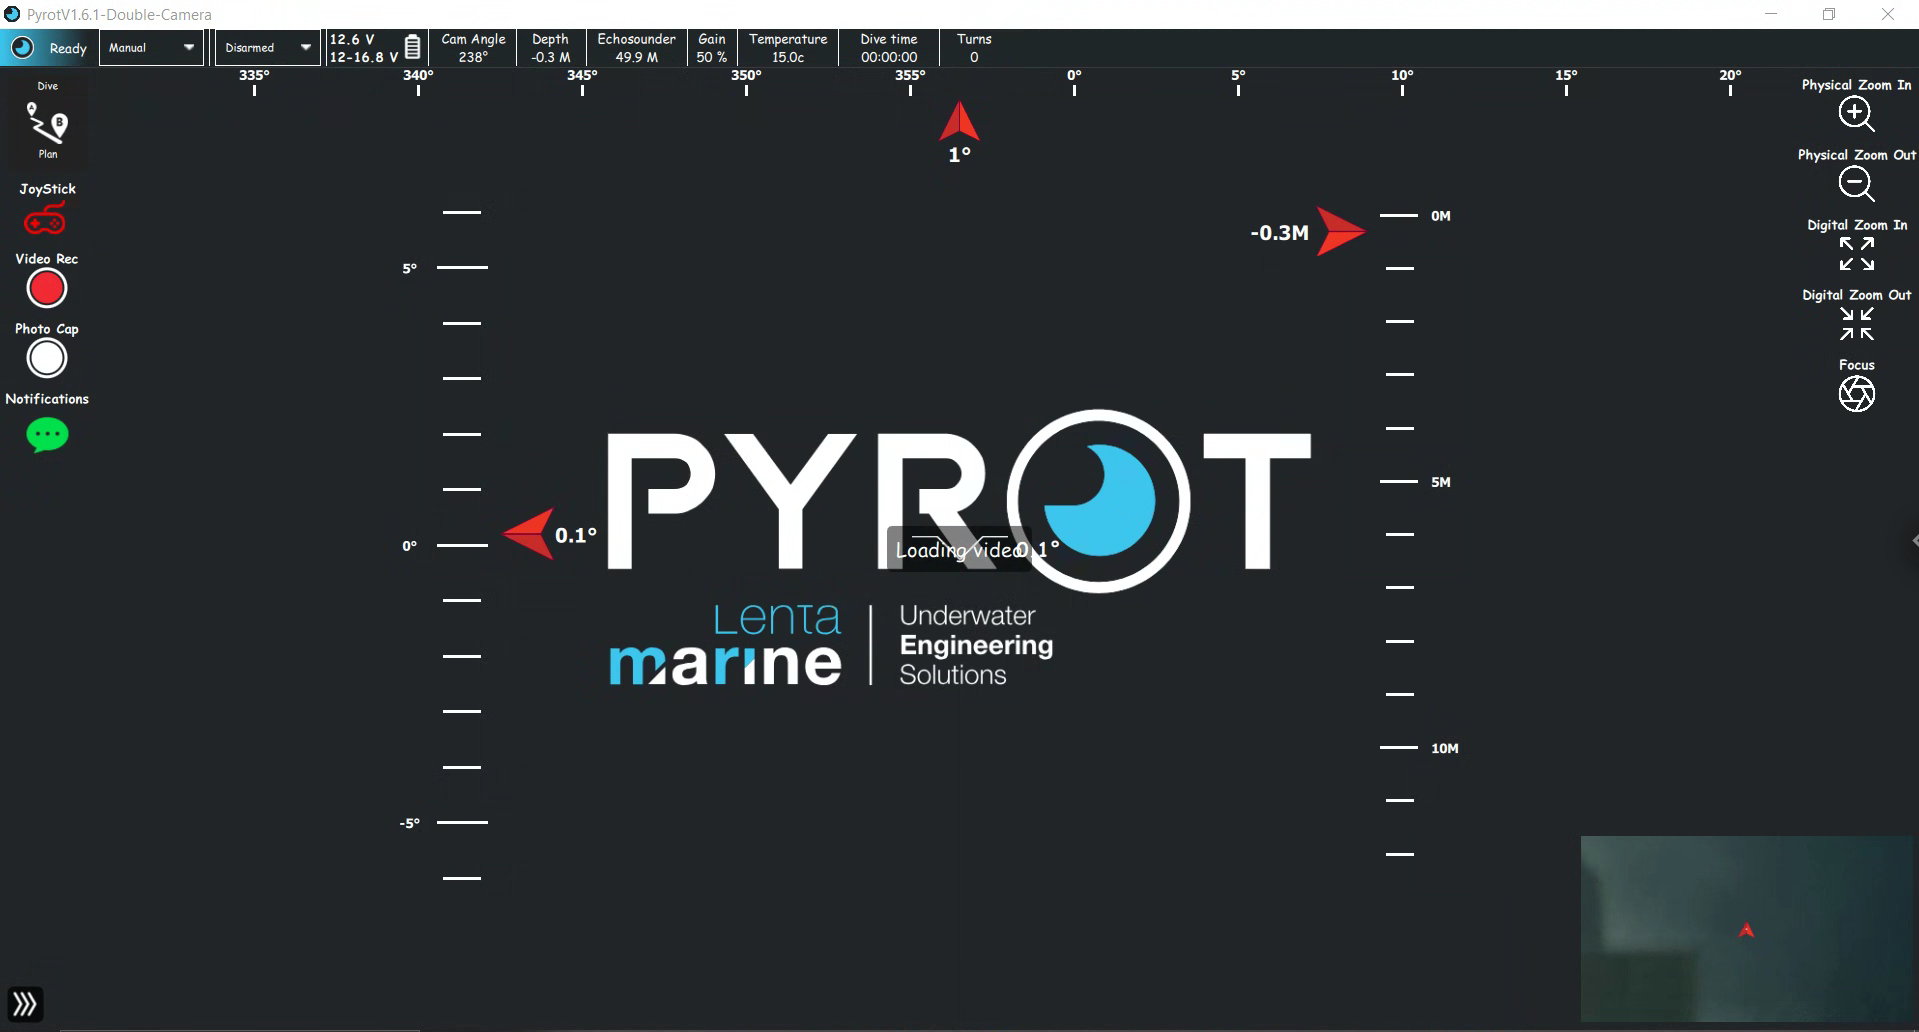 PyrotV1.6.1-Double-Camera
Ready
Manual
Disarmed
12.6 V
12-16.8 V
Cam Angle
238°
Depth
-0.3 M
Echosounder
49.9 M
Gain
50 %
Temperature
15.0c
Dive time
00:00:00
Turns
0
335° 340° 345° 350° 355° 0° 5° 10° 15° 20°
1°
Dive
A
B
Plan
JoyStick
Video Rec
Photo Cap
Notifications
Physical Zoom In
Physical Zoom Out
Digital Zoom In
Digital Zoom Out
Focus
5°
0°
-5°
0.1°
-0.3M
0M
5M
10M
PYROT
Loading video
0.1°
Lenta
marine
Underwater
Engineering
Solutions